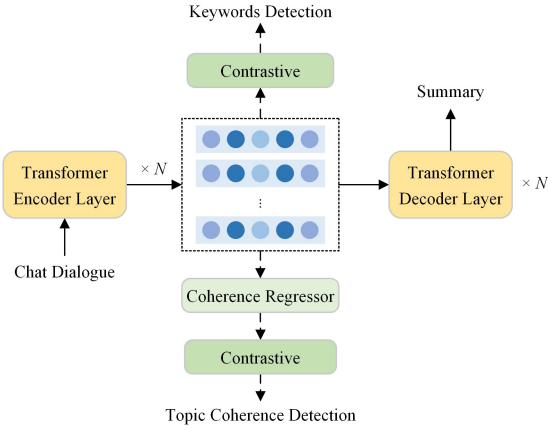 Keywords Detection
Contrastive
Summary
Transformer
Encoder Layer
× N
Transformer
Decoder Layer
× N
...
Chat Dialogue
Coherence Regressor
Contrastive
Topic Coherence Detection